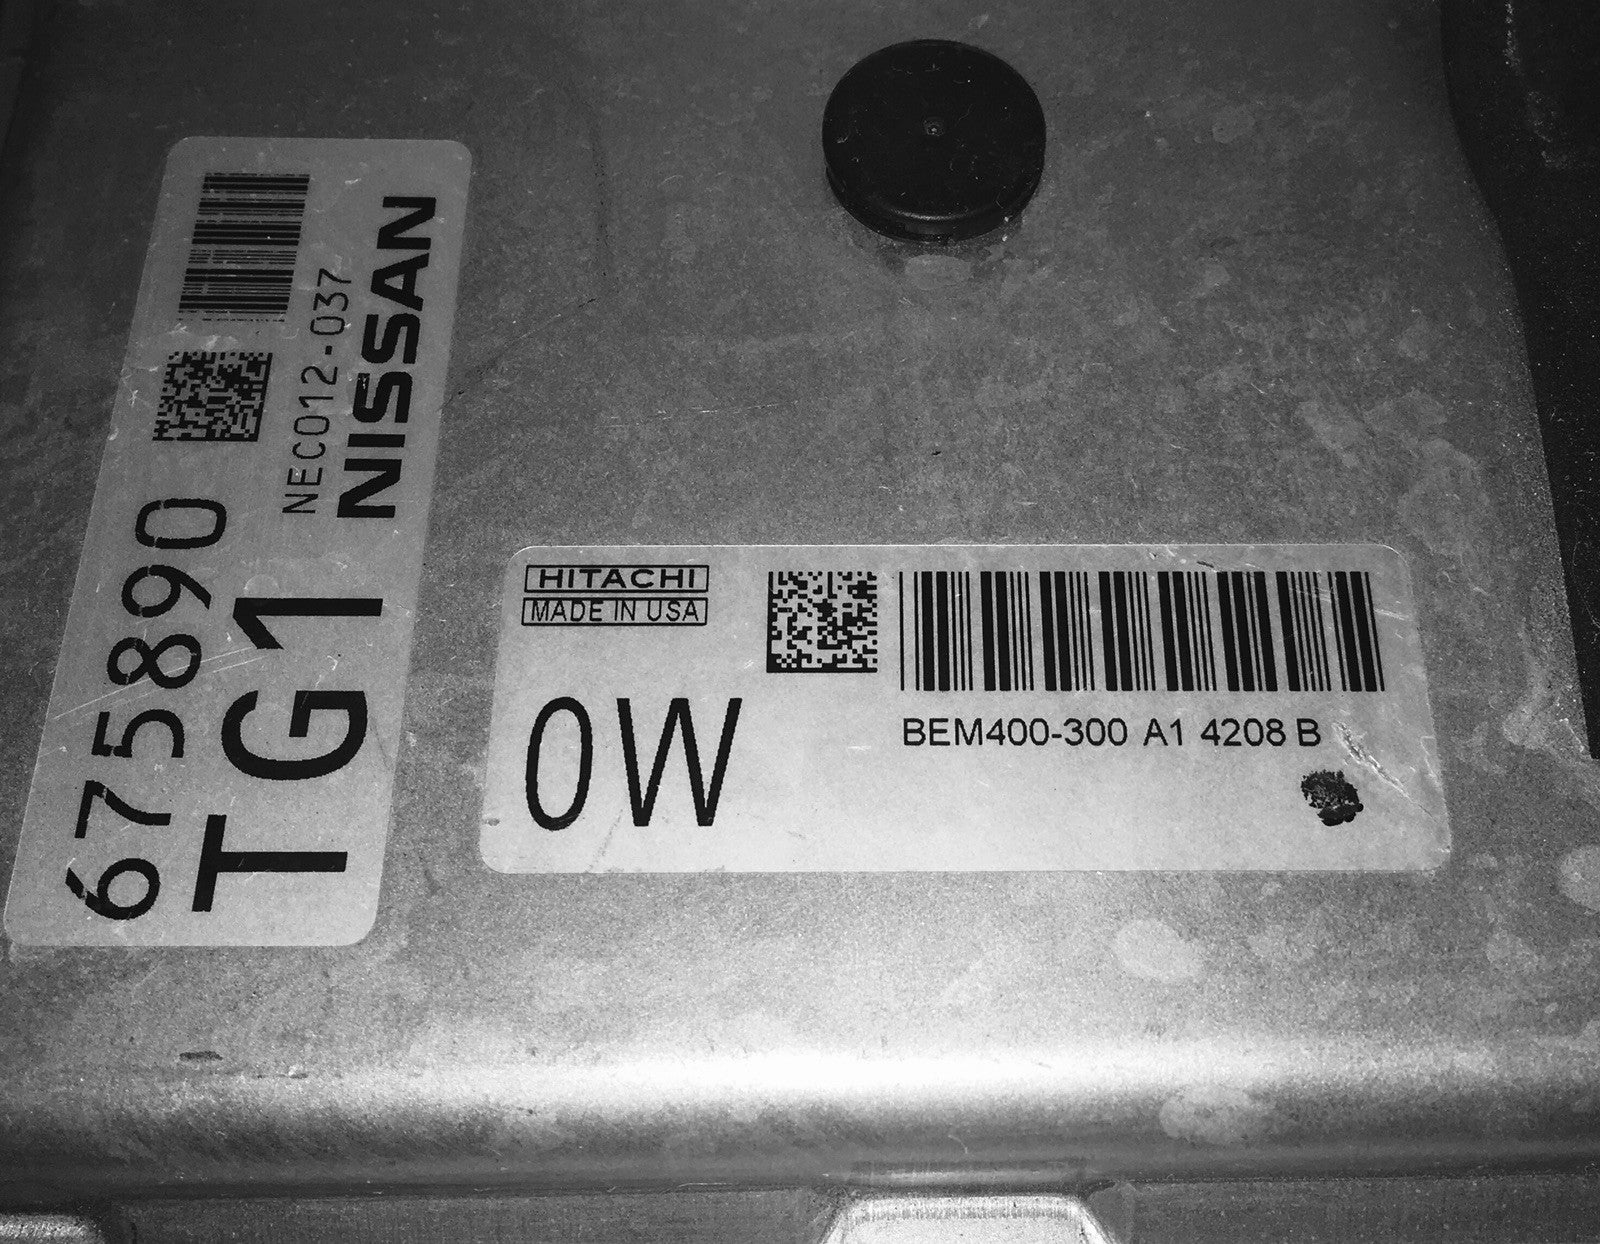 675890
TG1
NEC012-037
NISSAN
HITACHI
MADE IN USA
0W
BEM400-300 A1 4208 B